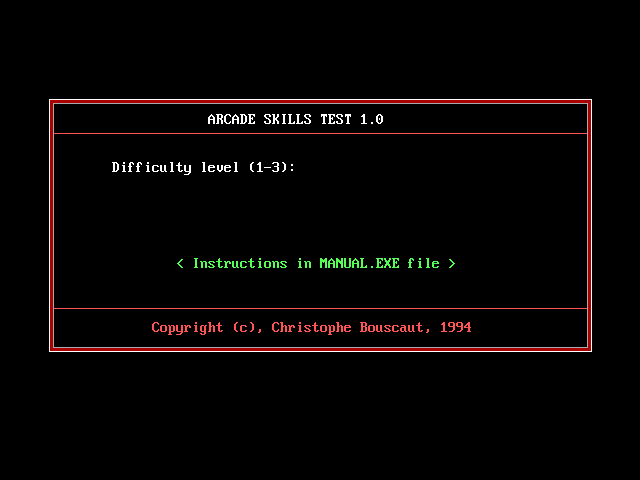 ARCADE SKILLS TEST 1.0
Difficulty level (1-3):
< Instructions in MANUAL.EXE file >
Copyright (c), Christophe Bouscaut, 1994